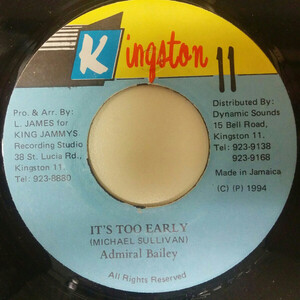 Kingston 11
Pro. & Arr. By:
L. JAMES for
KING JAMMYS
Recording Studio
38 St. Lucia Rd.,
Kingston 11.
Tel: 923-8880
Distributed By:
Dynamic Sounds
15 Bell Road,
Kingston 11.
Tel: 923-9138
923-9168
Made in Jamaica
(C) (P) 1994
IT'S TOO EARLY
(MICHAEL SULLIVAN)
Admiral Bailey
All Rights Reserved